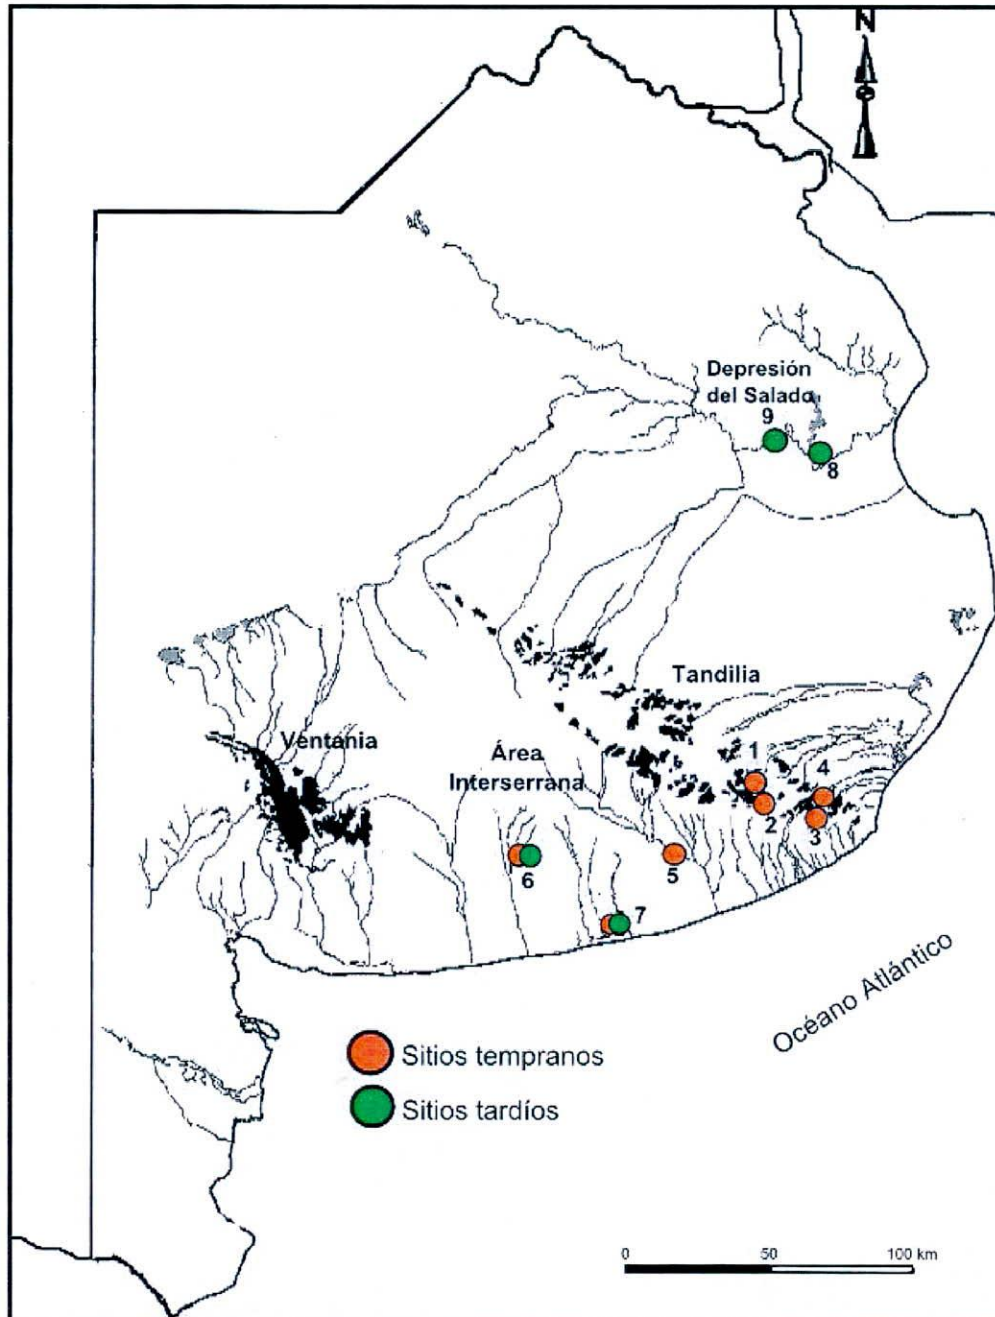 N
Depresión
del Salado
9
8
Tandilia
Ventania
Área
Interserrana
1
4
2
3
5
6
7
Océano Atlántico
Sitios tempranos
Sitios tardíos
0 50 100 km